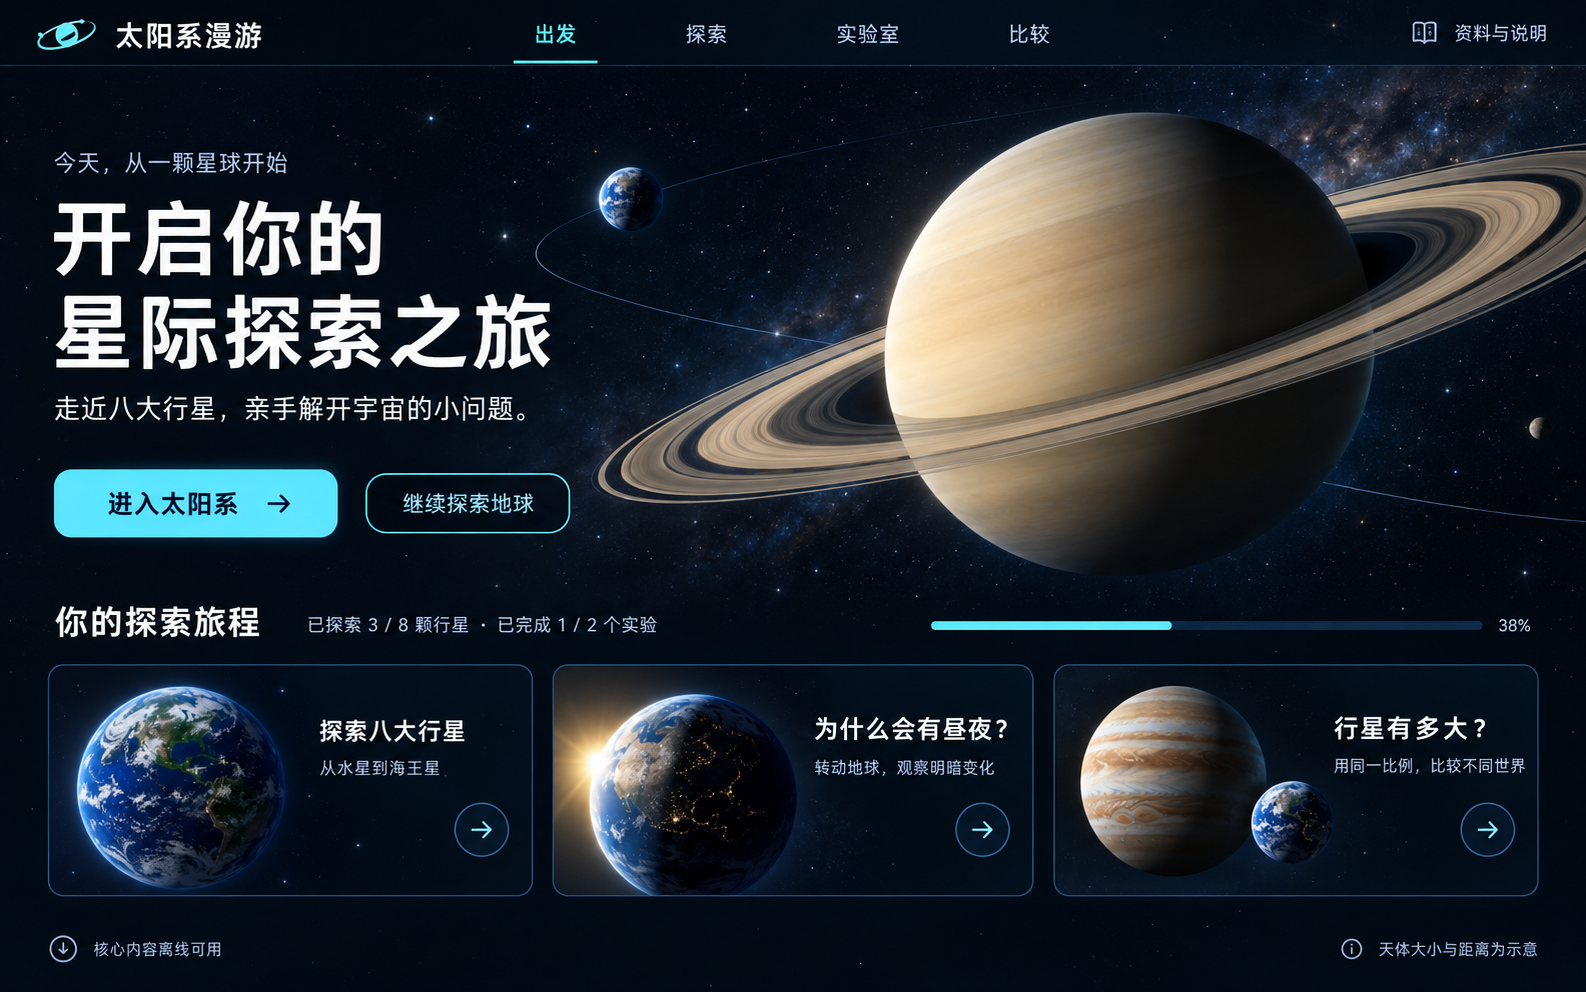 太阳系漫游
出发
探索
实验室
比较
资料与说明
今天，从一颗星球开始
开启你的
星际探索之旅
走近八大行星，亲手解开宇宙的小问题。
进入太阳系 →
继续探索地球
你的探索旅程
已探索 3 / 8 颗行星 · 已完成 1 / 2 个实验
38%
探索八大行星
从水星到海王星
为什么会有昼夜？
转动地球，观察明暗变化
行星有多大？
用同一比例，比较不同世界
核心内容离线可用
天体大小与距离为示意